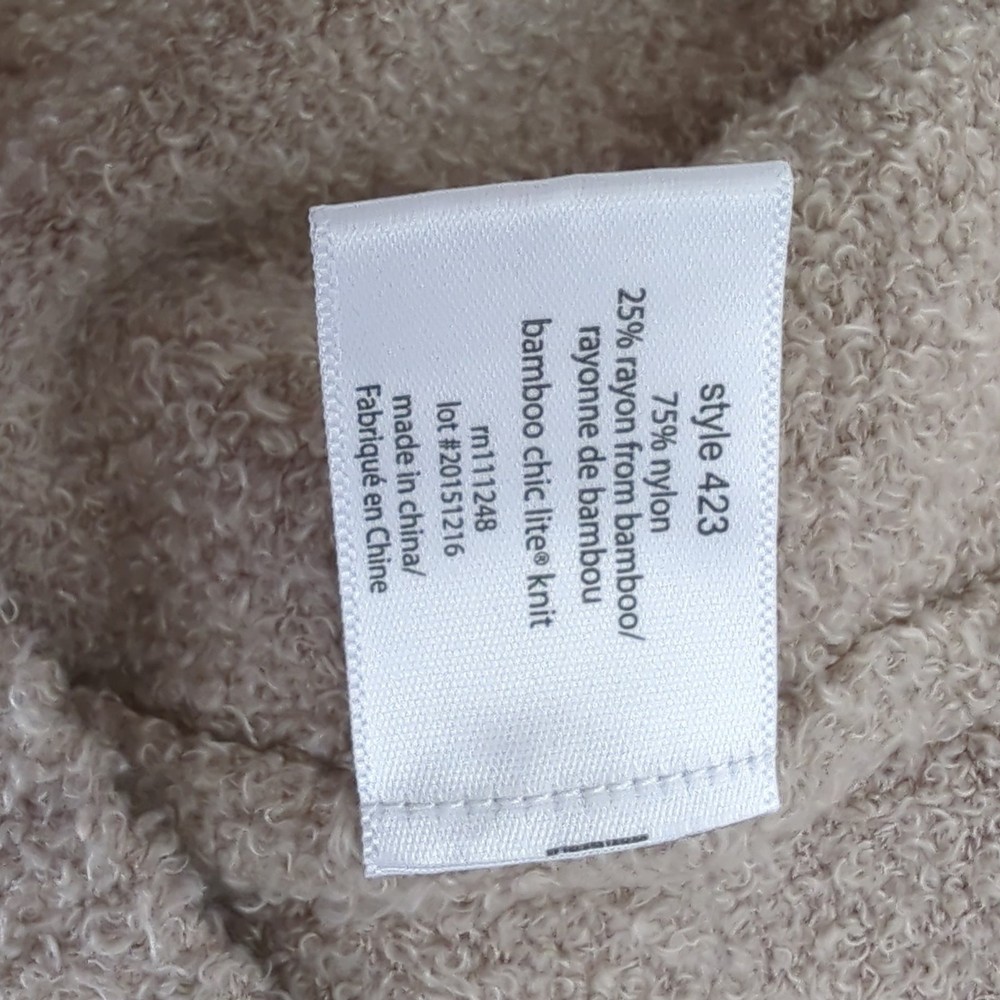 style 423
75% nylon
25% rayon from bamboo/
rayonne de bambou
bamboo chic lite® knit
rn111248
lot #20151216
made in china/
Fabriqué en Chine